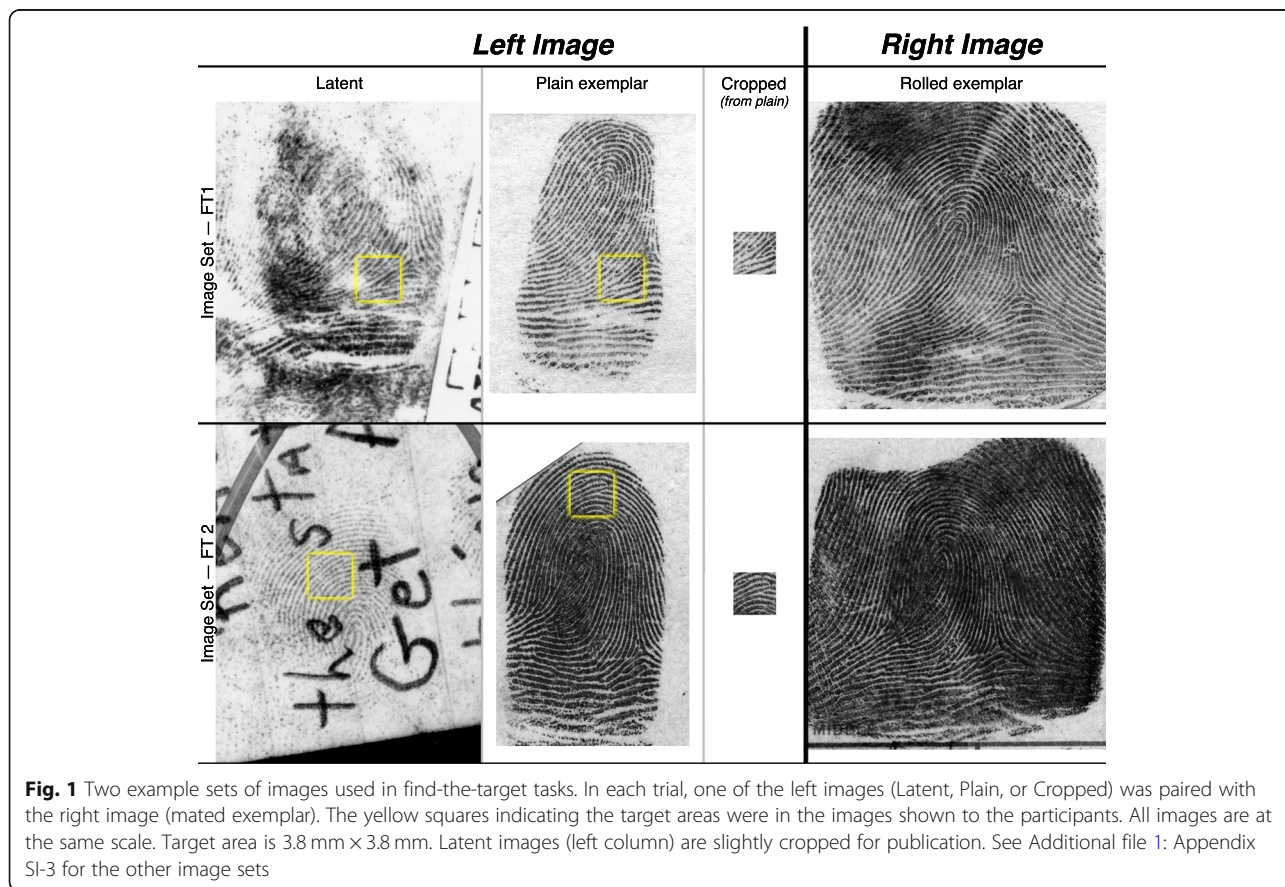 Left Image
Right Image
Latent
Plain exemplar
Cropped
(from plain)
Rolled exemplar
Image Set — FT1
Image Set — FT 2
STA
the
Get
MIDDLE
Fig. 1 Two example sets of images used in find-the-target tasks. In each trial, one of the left images (Latent, Plain, or Cropped) was paired with
the right image (mated exemplar). The yellow squares indicating the target areas were in the images shown to the participants. All images are at
the same scale. Target area is 3.8 mm × 3.8 mm. Latent images (left column) are slightly cropped for publication. See Additional file 1: Appendix
SI-3 for the other image sets